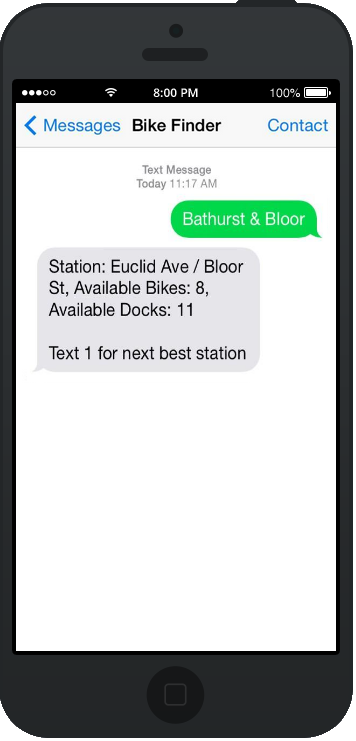 8:00 PM 100%
Messages Bike Finder Contact
Text Message
Today 11:17 AM
Bathurst & Bloor
Station: Euclid Ave / Bloor
St, Available Bikes: 8,
Available Docks: 11
Text 1 for next best station